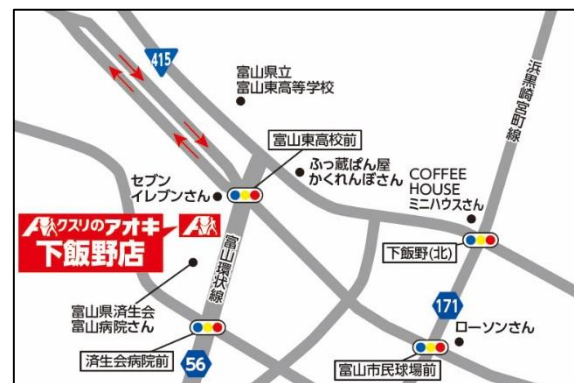 415
富山県立
富山東高等学校
浜黒崎宮町線
富山東高校前
ふっ蔵ぱん屋
かくれんぼさん
COFFEE
HOUSE
ミニハウスさん
セブン
イレブンさん
クスリのアオキ
下飯野店
富山環状線
下飯野(北)
富山県済生会
富山病院さん
171
ローソンさん
済生会病院前
富山市民球場前
56